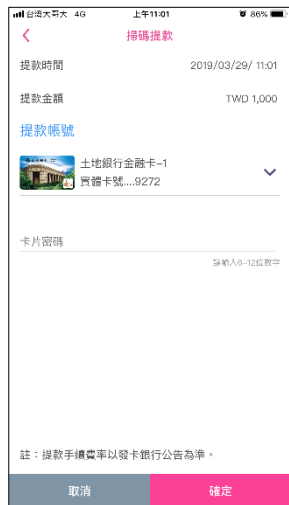 台灣大哥大 4G 上午11:01 86%
掃碼提款
提款時間 2019/03/29/ 11:01
提款金額 TWD 1,000
提款帳號
土地銀行金融卡-1
實體卡號....9272
卡片密碼
請輸入6-12位數字
註：提款手續費率以發卡銀行公告為準。
取消 確定